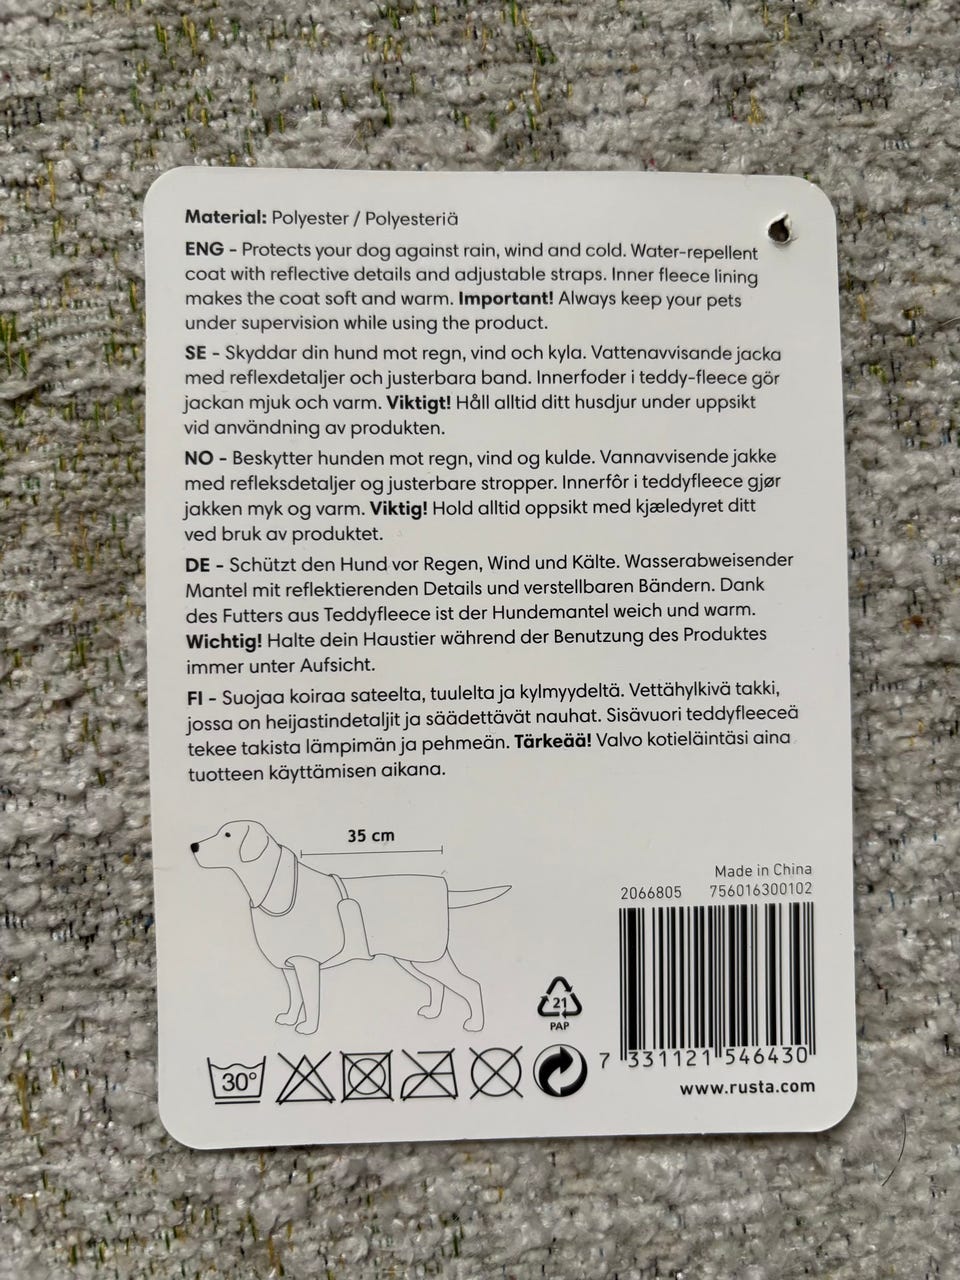 Material: Polyester / Polyesteriä
ENG - Protects your dog against rain, wind and cold. Water-repellent
coat with reflective details and adjustable straps. Inner fleece lining
makes the coat soft and warm. Important! Always keep your pets
under supervision while using the product.
SE - Skyddar din hund mot regn, vind och kyla. Vattenavvisande jacka
med reflexdetaljer och justerbara band. Innerfoder i teddy-fleece gör
jackan mjuk och varm. Viktigt! Håll alltid ditt husdjur under uppsikt
vid användning av produkten.
NO - Beskytter hunden mot regn, vind og kulde. Vannavvisende jakke
med refleksdetaljer og justerbare stropper. Innerfôr i teddyfleece gjør
jakken myk og varm. Viktig! Hold alltid oppsikt med kjæledyret ditt
ved bruk av produktet.
DE - Schützt den Hund vor Regen, Wind und Kälte. Wasserabweisender
Mantel mit reflektierenden Details und verstellbaren Bändern. Dank
des Futters aus Teddyfleece ist der Hundemantel weich und warm.
Wichtig! Halte dein Haustier während der Benutzung des Produktes
immer unter Aufsicht.
FI - Suojaa koiraa sateelta, tuulelta ja kylmyydeltä. Vettähylkivä takki,
jossa on heijastindetaljit ja säädettävät nauhat. Sisävuori teddyfleeceä
tekee takista lämpimän ja pehmeän. Tärkeää! Valvo kotieläintäsi aina
tuotteen käyttämisen aikana.
35 cm
Made in China
2066805 756016300102
21
PAP
30°
7 331121 546430
www.rusta.com